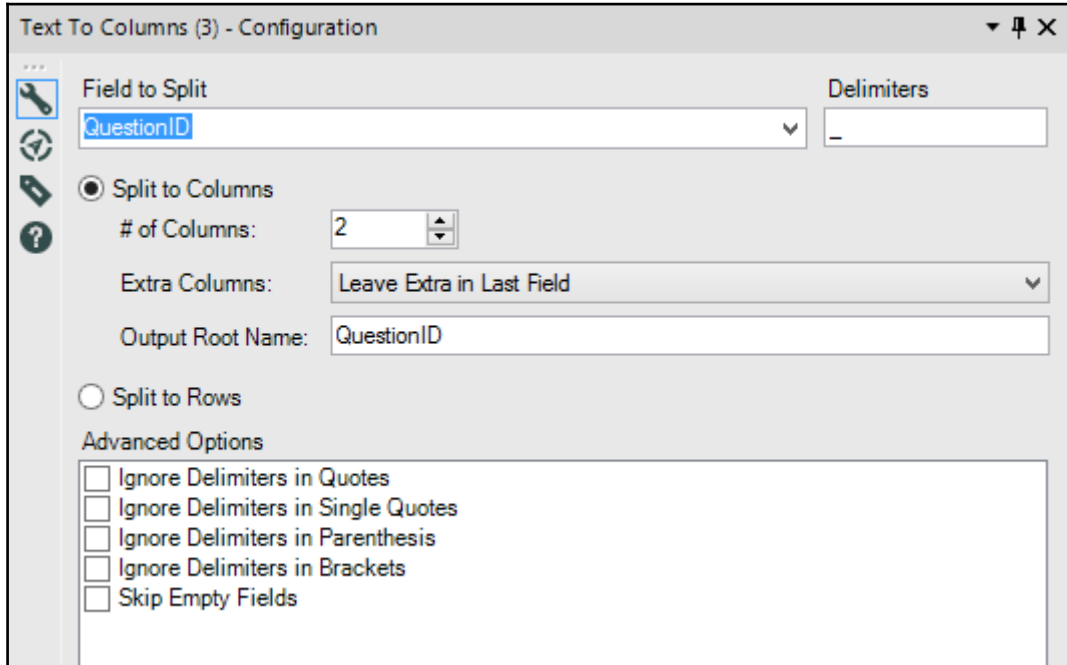 Text To Columns (3) - Configuration
Field to Split
Delimiters
QuestionID
_
Split to Columns
# of Columns:
2
Extra Columns:
Leave Extra in Last Field
Output Root Name:
QuestionID
Split to Rows
Advanced Options
Ignore Delimiters in Quotes
Ignore Delimiters in Single Quotes
Ignore Delimiters in Parenthesis
Ignore Delimiters in Brackets
Skip Empty Fields